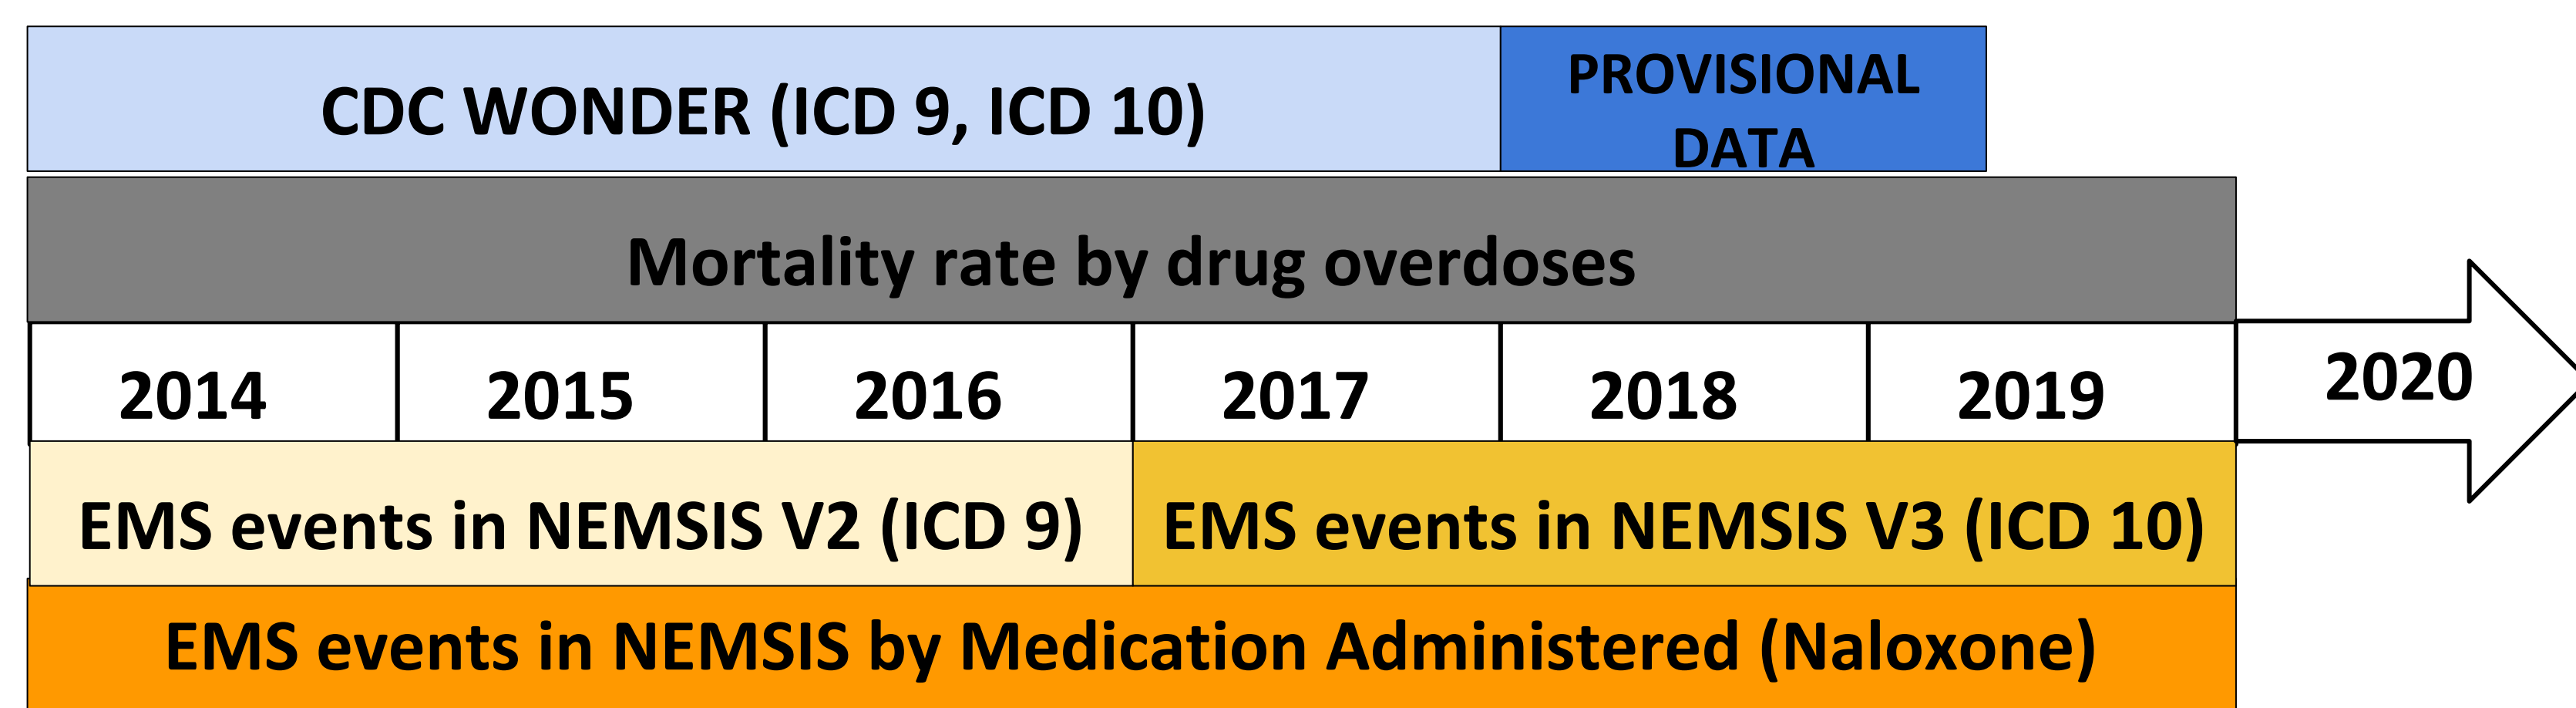 CDC WONDER (ICD 9, ICD 10)
PROVISIONAL
DATA
Mortality rate by drug overdoses
2014 2015 2016 2017 2018 2019 2020
EMS events in NEMSIS V2 (ICD 9) EMS events in NEMSIS V3 (ICD 10)
EMS events in NEMSIS by Medication Administered (Naloxone)